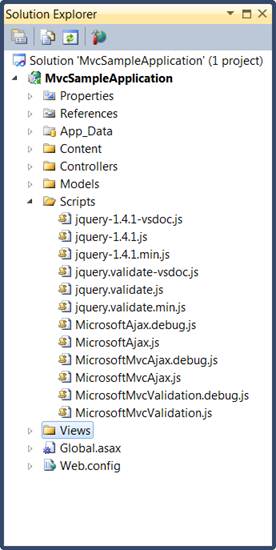 Solution Explorer
Solution 'MvcSampleApplication' (1 project)
MvcSampleApplication
Properties
References
App_Data
Content
Controllers
Models
Scripts
jquery-1.4.1-vsdoc.js
jquery-1.4.1.js
jquery-1.4.1.min.js
jquery.validate-vsdoc.js
jquery.validate.js
jquery.validate.min.js
MicrosoftAjax.debug.js
MicrosoftAjax.js
MicrosoftMvcAjax.debug.js
MicrosoftMvcAjax.js
MicrosoftMvcValidation.debug.js
MicrosoftMvcValidation.js
Views
Global.asax
Web.config